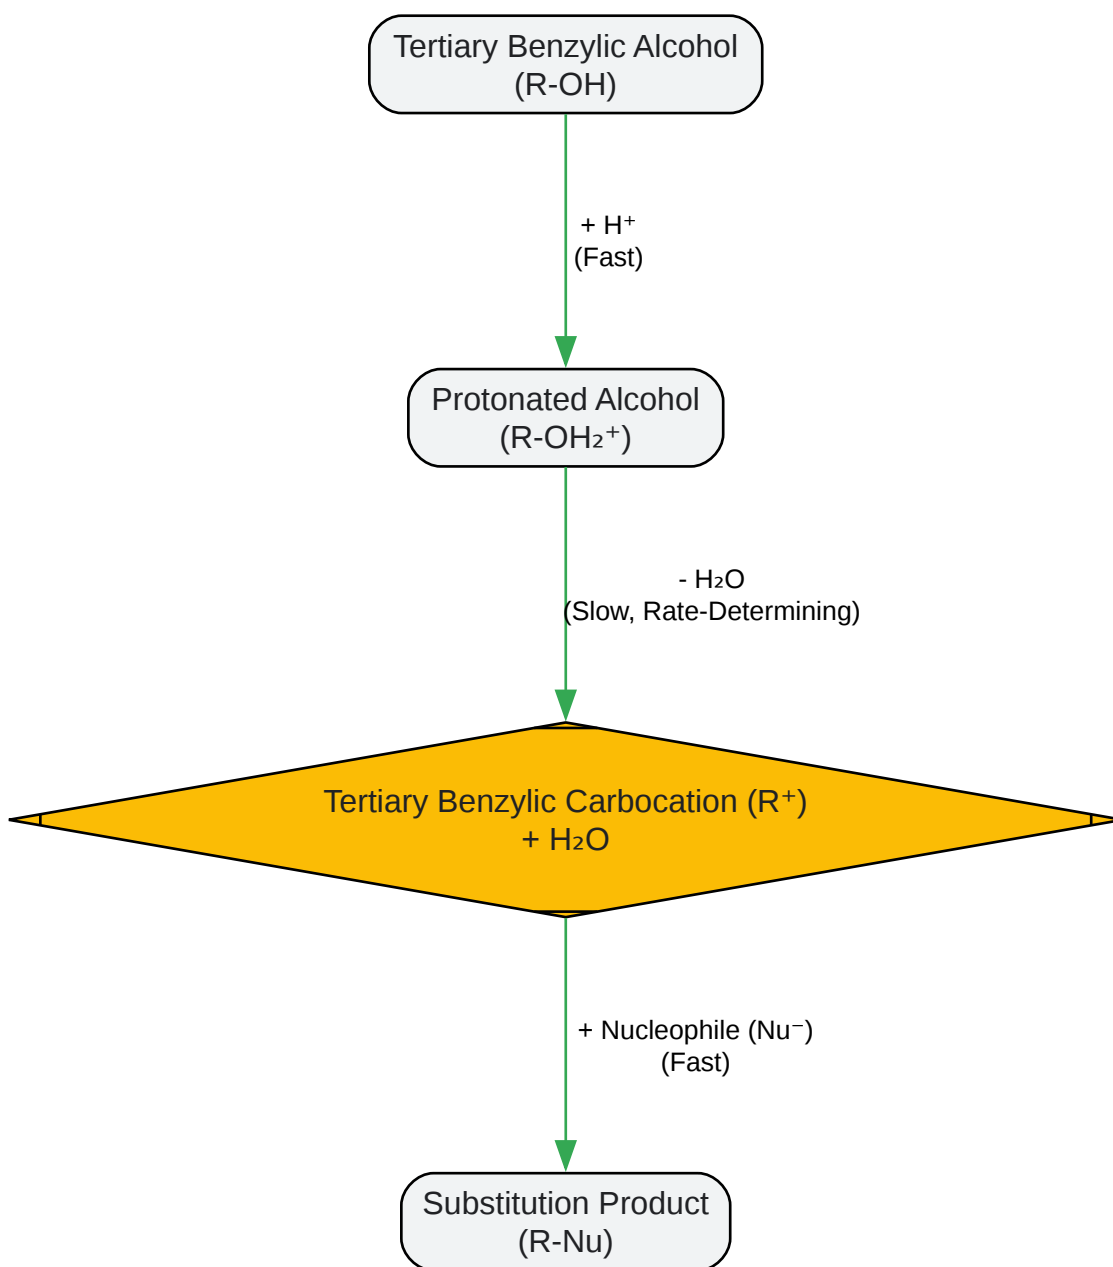 Tertiary Benzylic Alcohol
(R-OH)
+ H⁺
(Fast)
Protonated Alcohol
(R-OH₂⁺)
- H₂O
(Slow, Rate-Determining)
Tertiary Benzylic Carbocation (R⁺)
+ H₂O
+ Nucleophile (Nu⁻)
(Fast)
Substitution Product
(R-Nu)